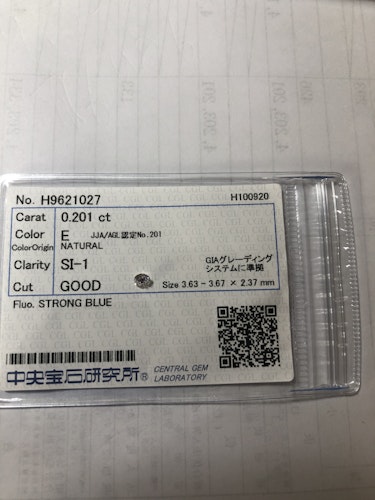 No. H9621027 H100920
Carat 0.201 ct
Color E JJA/AGL認定No.201
ColorOrigin NATURAL
Clarity SI-1 GIAグレーディング
システムに準拠
Cut GOOD Size 3.63 - 3.67 × 2.37 mm
Fluo. STRONG BLUE
中央宝石研究所® CENTRAL GEM
LABORATORY